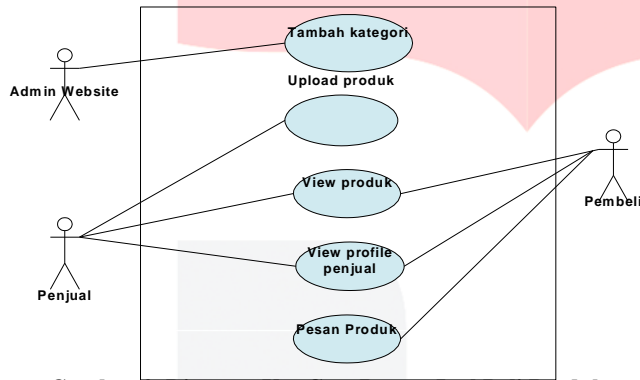 Tambah kategori
Admin Website
Upload produk
View produk
Pembeli
View profile
penjual
Penjual
Pesan Produk